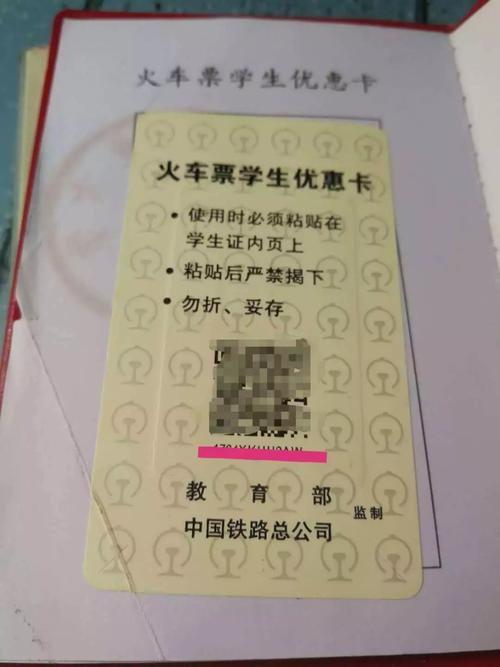 火车票学生优惠卡
火车票学生优惠卡
• 使用时必须粘贴在
学生证内页上
• 粘贴后严禁揭下
• 勿折、妥存
教育部
中国铁路总公司
监制